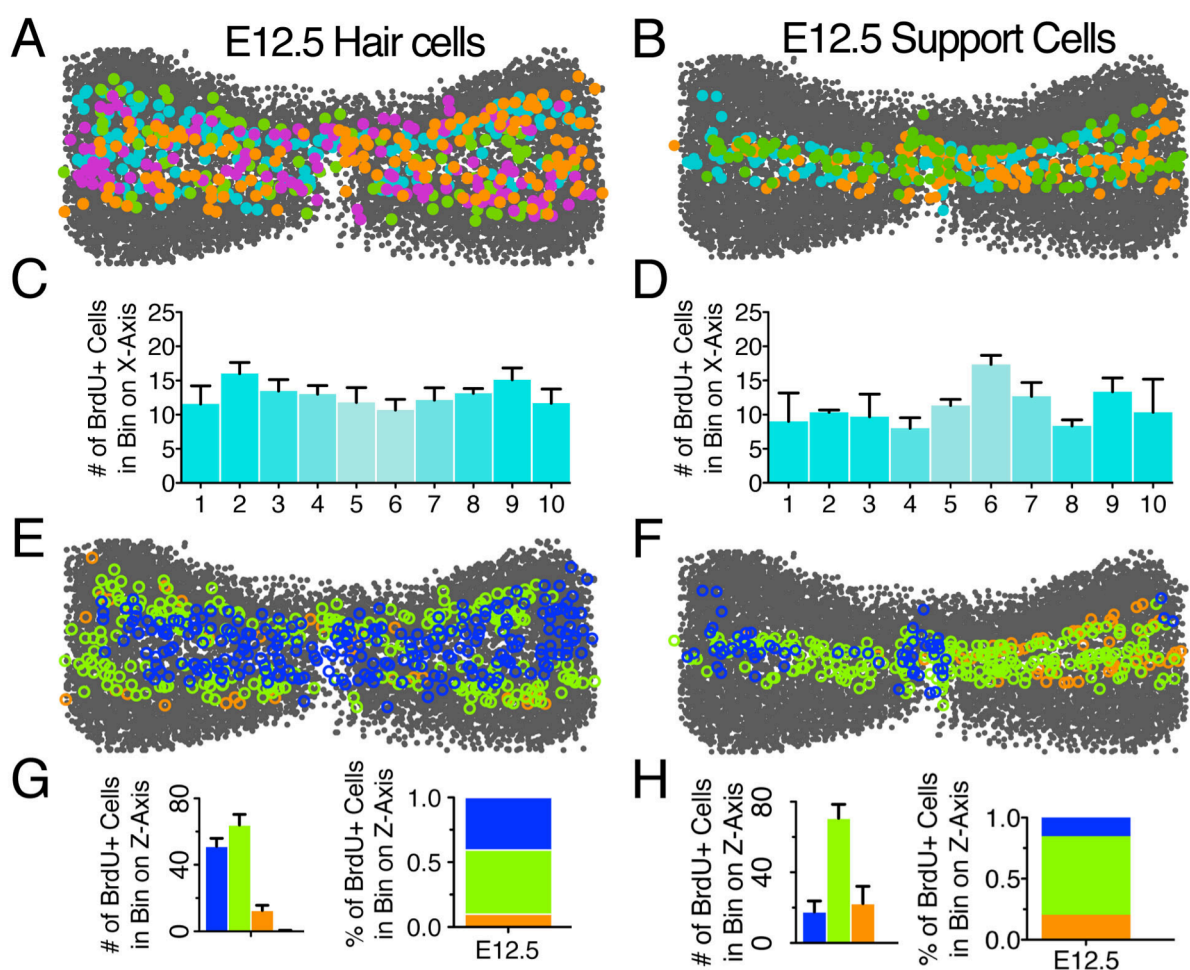 A
E12.5 Hair cells
B
E12.5 Support Cells
C
# of BrdU+ Cells
in Bin on X-Axis
25
20
15
10
5
0
1 2 3 4 5 6 7 8 9 10
D
# of BrdU+ Cells
in Bin on X-Axis
25
20
15
10
5
0
1 2 3 4 5 6 7 8 9 10
E
F
G
# of BrdU+ Cells
in Bin on Z-Axis
80
40
0
% of BrdU+ Cells
in Bin on Z-Axis
1.0
0.5
0.0
E12.5
H
# of BrdU+ Cells
in Bin on Z-Axis
80
40
0
% of BrdU+ Cells
in Bin on Z-Axis
1.0
0.5
0.0
E12.5